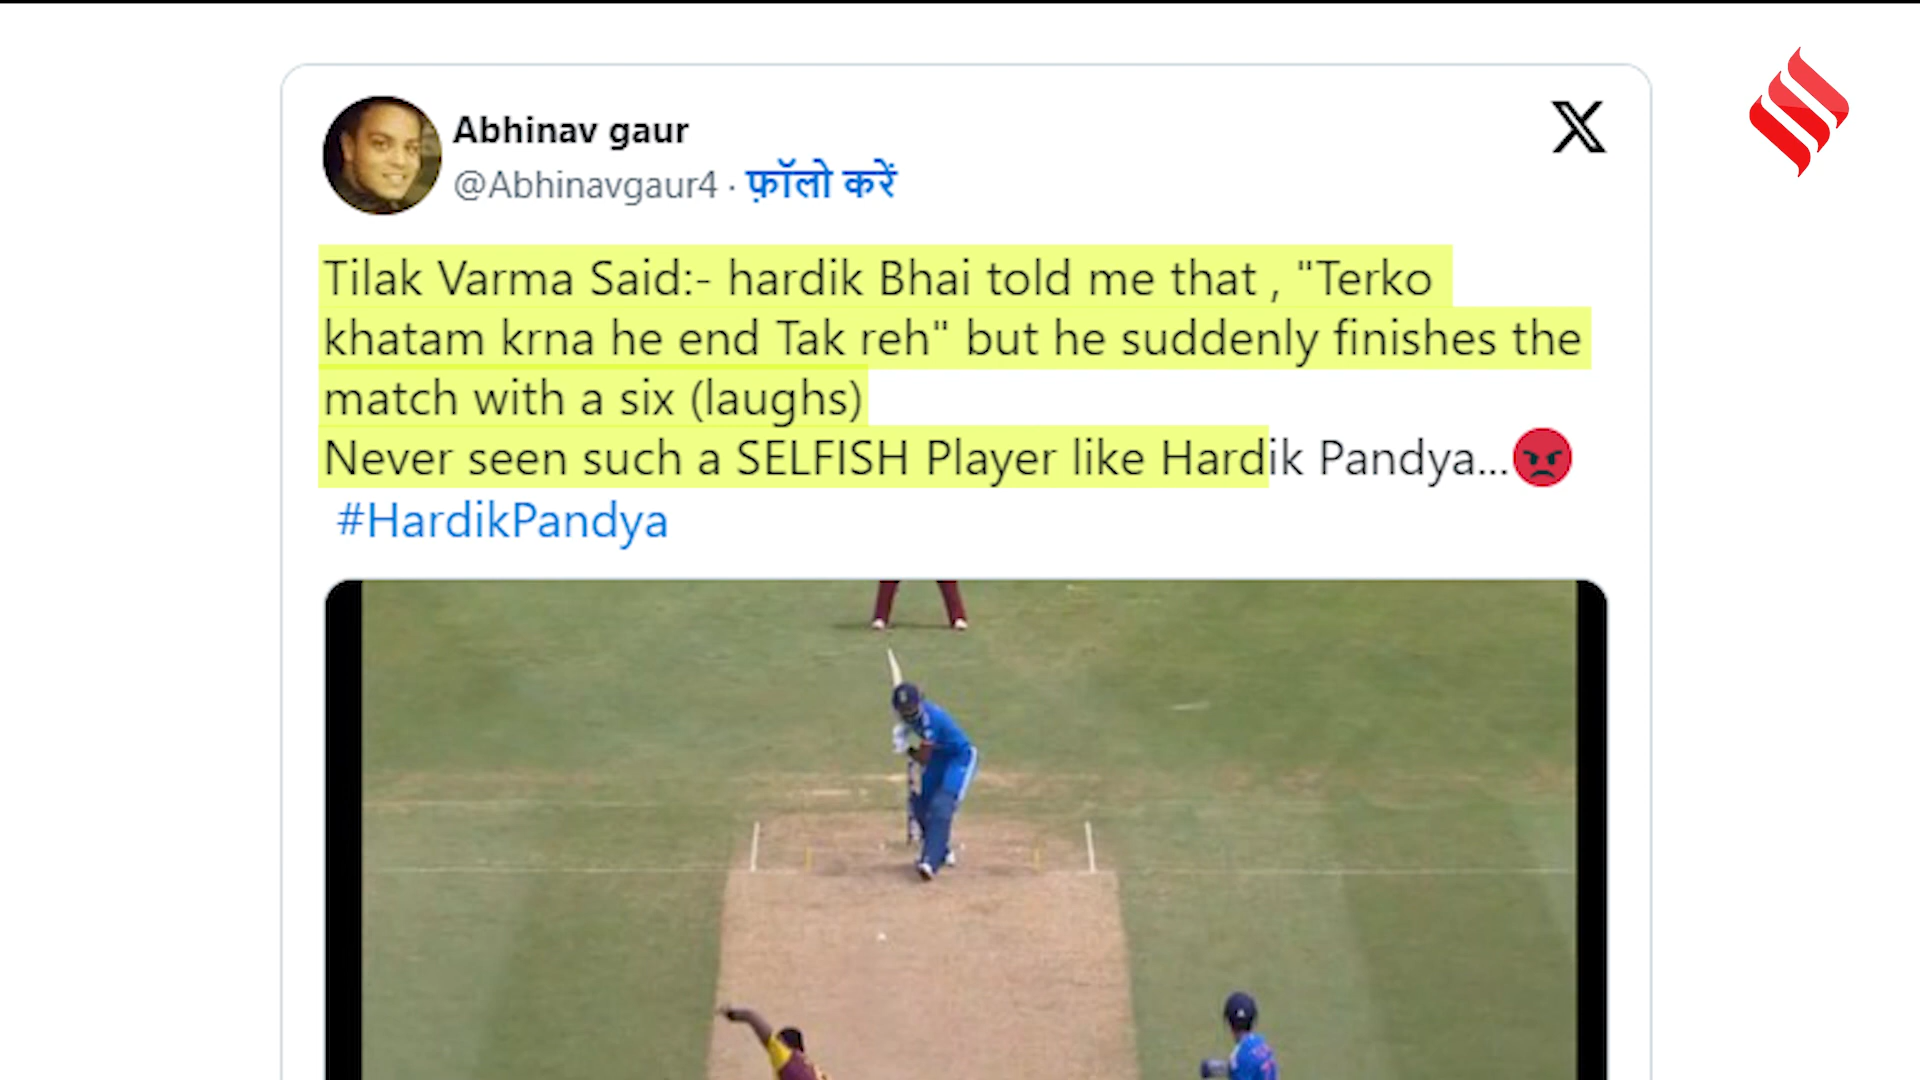 Abhinav gaur
@Abhinavgaur4 · फ़ॉलो करें
Tilak Varma Said:- hardik Bhai told me that , "Terko
khatam krna he end Tak reh" but he suddenly finishes the
match with a six (laughs)
Never seen such a SELFISH Player like Hardik Pandya...😡
#HardikPandya